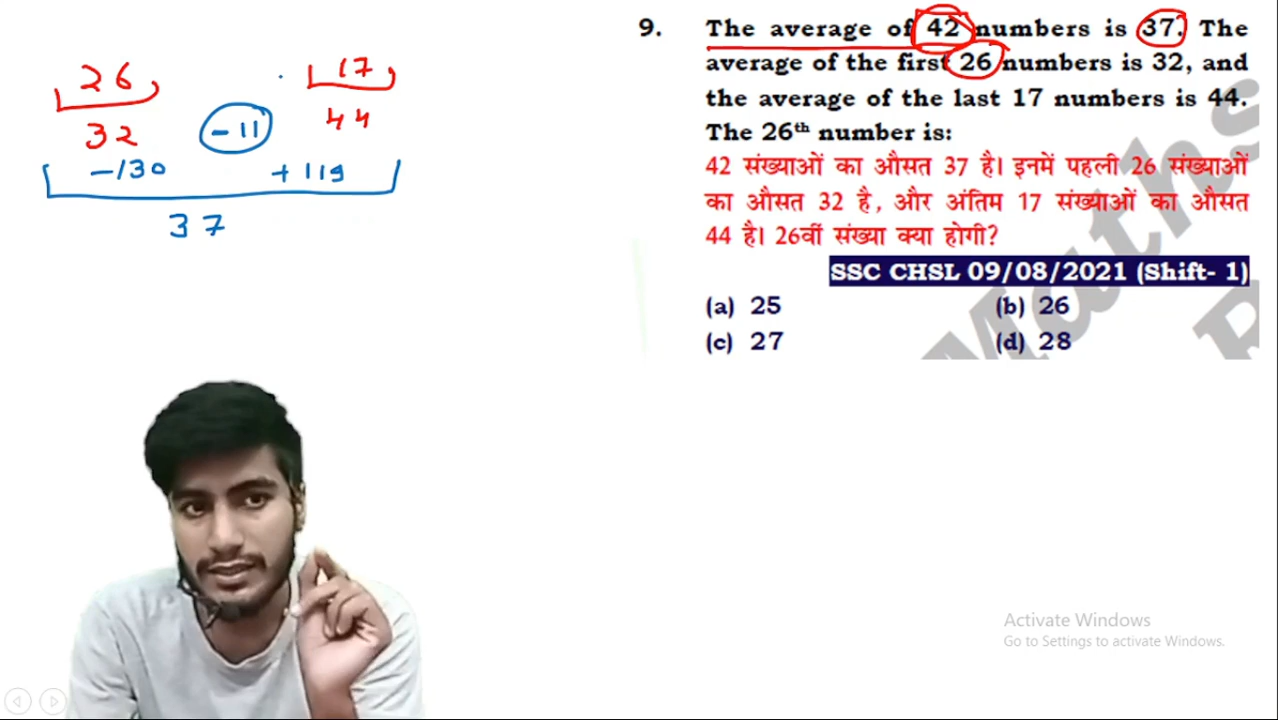 26
17
32
- 11
44
-130
+ 119
37
9. The average of 42 numbers is 37. The
average of the first 26 numbers is 32, and
the average of the last 17 numbers is 44.
The 26th number is:
42 संख्याओं का औसत 37 है। इनमें पहली 26 संख्याओं
का औसत 32 है, और अंतिम 17 संख्याओं का औसत
44 है। 26वीं संख्या क्या होगी?
SSC CHSL 09/08/2021 (Shift- 1)
(a) 25 (b) 26
(c) 27 (d) 28
Maths
Activate Windows
Go to Settings to activate Windows.